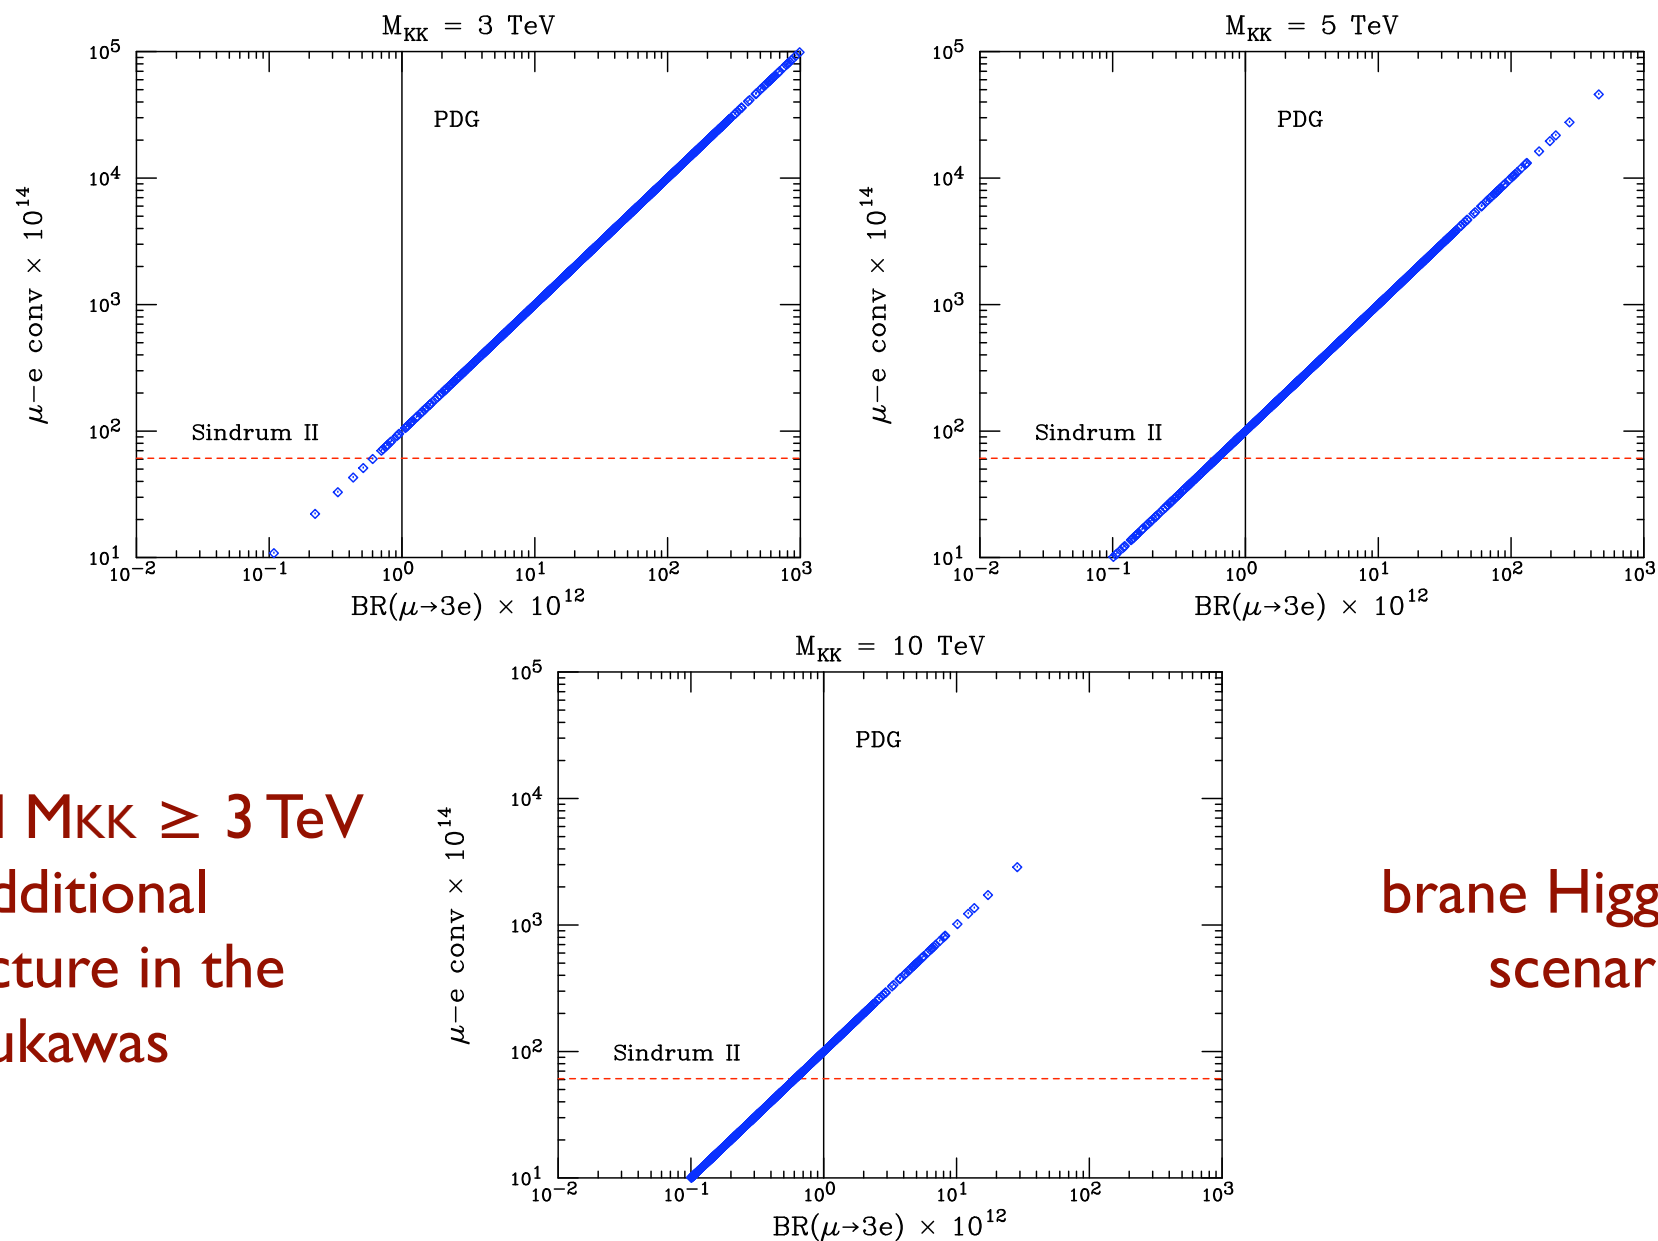 M_KK = 3 TeV
10^5
10^4
10^3
10^2
10^1
μ−e conv × 10^14
PDG
Sindrum II
10^-2 10^-1 10^0 10^1 10^2 10^3
BR(μ→3e) × 10^12
M_KK = 5 TeV
10^5
10^4
10^3
10^2
10^1
μ−e conv × 10^14
PDG
Sindrum II
10^-2 10^-1 10^0 10^1 10^2 10^3
BR(μ→3e) × 10^12
M_KK = 10 TeV
10^5
10^4
10^3
10^2
10^1
μ−e conv × 10^14
PDG
Sindrum II
10^-2 10^-1 10^0 10^1 10^2 10^3
BR(μ→3e) × 10^12
MKK ≥ 3 TeV
dditional
cture in the
ukawas
brane Higg
scenar